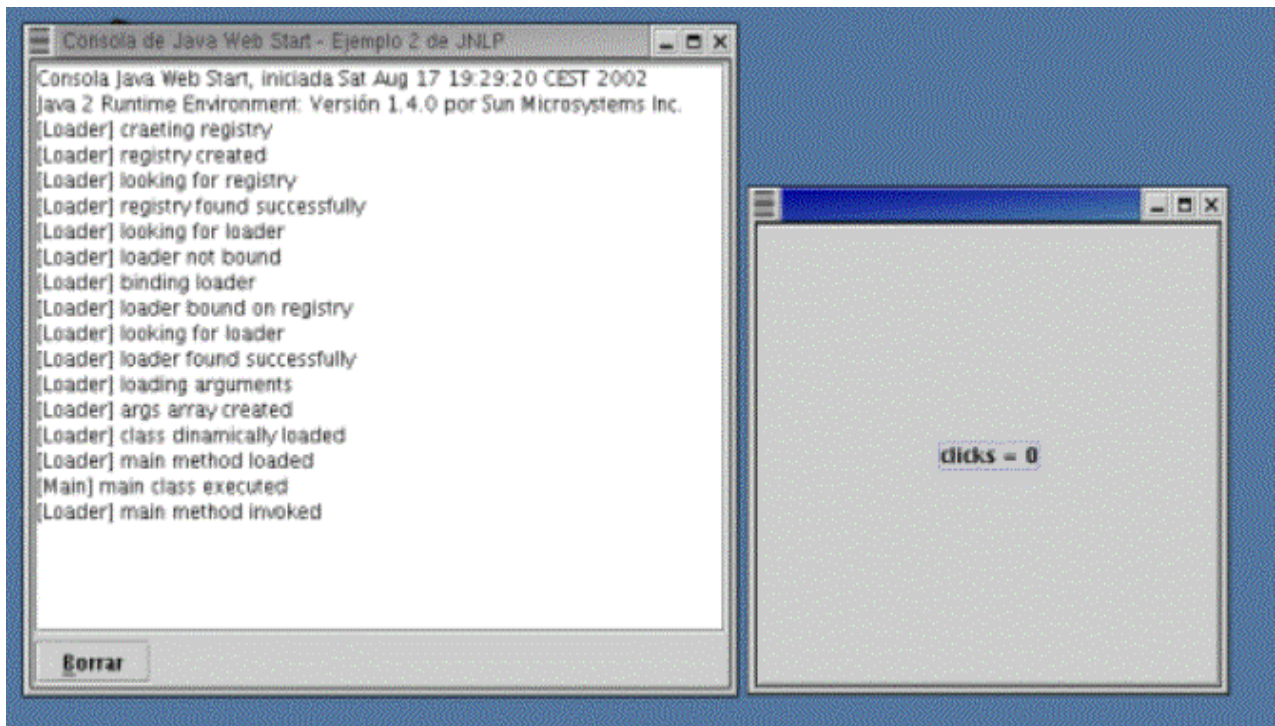 Consola de Java Web Start - Ejemplo 2 de JNLP
Consola Java Web Start, iniciada Sat Aug 17 19:29:20 CEST 2002
Java 2 Runtime Environment: Versión 1.4.0 por Sun Microsystems Inc.
[Loader] craeting registry
[Loader] registry created
[Loader] looking for registry
[Loader] registry found successfully
[Loader] looking for loader
[Loader] loader not bound
[Loader] binding loader
[Loader] loader bound on registry
[Loader] looking for loader
[Loader] loader found successfully
[Loader] loading arguments
[Loader] args array created
[Loader] class dinamically loaded
[Loader] main method loaded
[Main] main class executed
[Loader] main method invoked
Borrar
clicks = 0